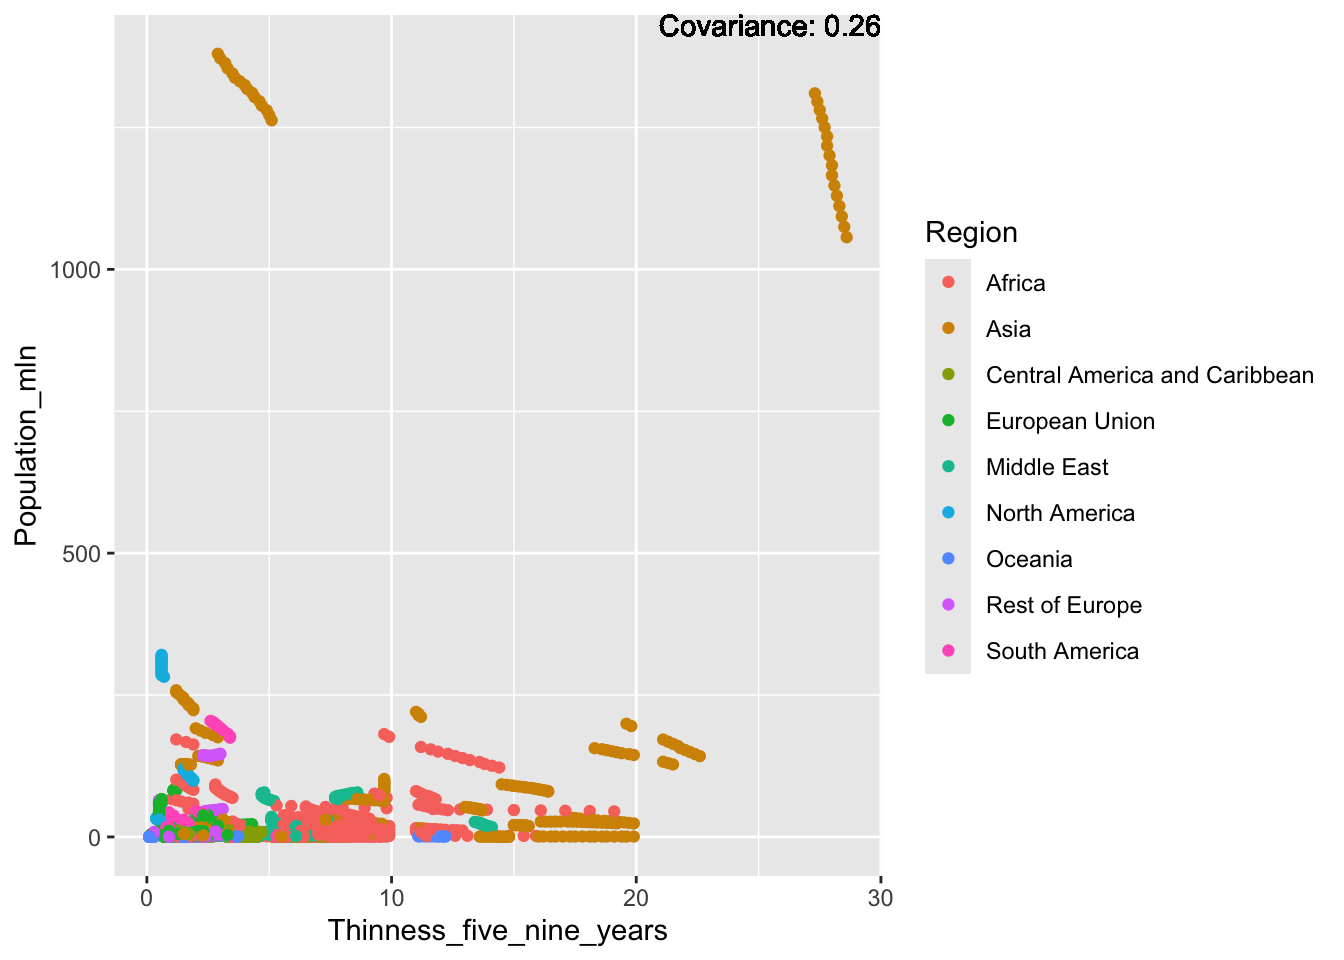 Covariance: 0.26
Population_mln
1000
500
0
0
10
20
30
Thinness_five_nine_years
Region
Africa
Asia
Central America and Caribbean
European Union
Middle East
North America
Oceania
Rest of Europe
South America